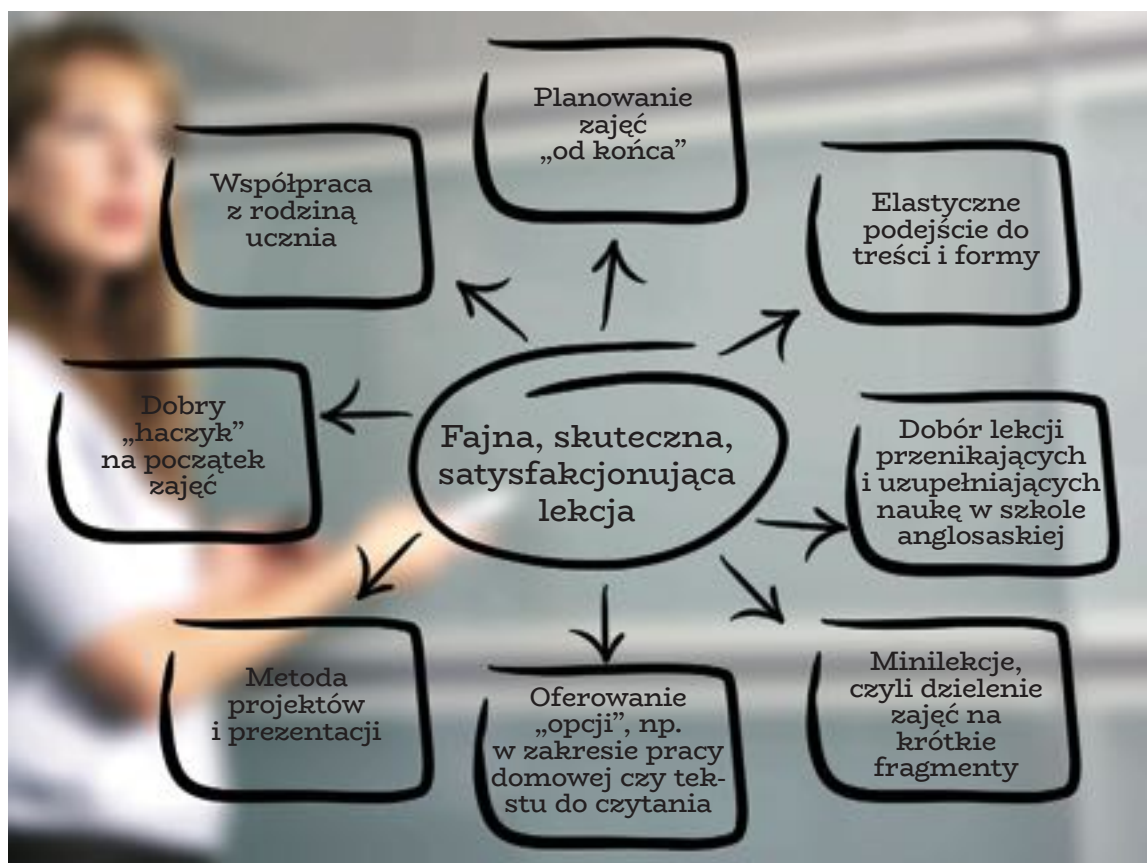 Planowanie
zajęć
„od końca”
Współpraca
z rodziną
ucznia
Elastyczne
podejście do
treści i formy
Dobry
„haczyk”
na początek
zajęć
Fajna, skuteczna,
satysfakcjonująca
lekcja
Dobór lekcji
przenikających
i uzupełniających
naukę w szkole
anglosaskiej
Metoda
projektów
i prezentacji
Oferowanie
„opcji”, np.
w zakresie pracy
domowej czy tek-
stu do czytania
Minilekcje,
czyli dzielenie
zajęć na
krótkie
fragmenty